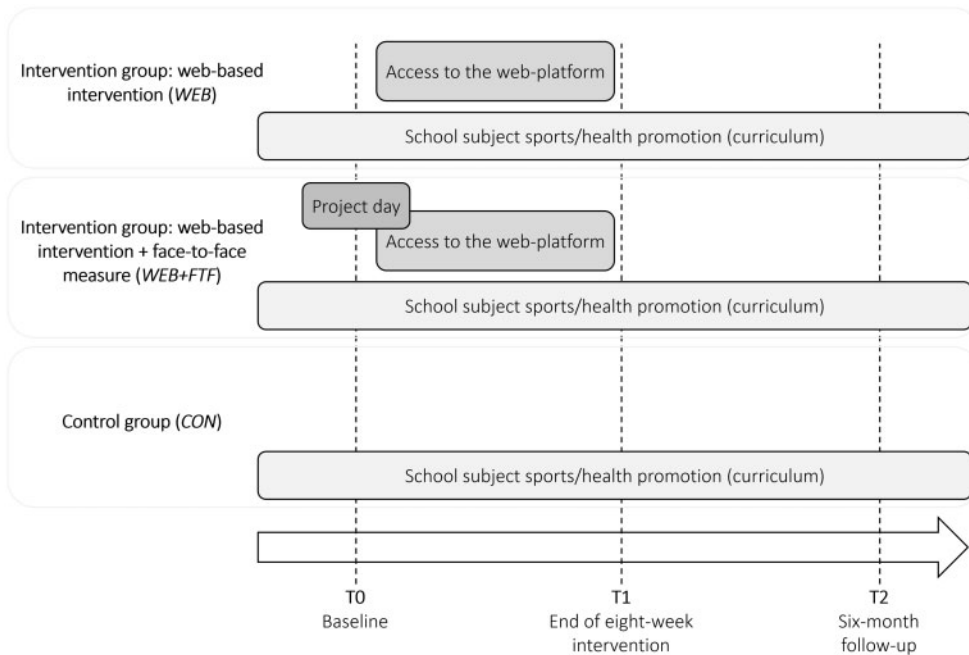 Intervention group: web-based
intervention (WEB)
Access to the web-platform
School subject sports/health promotion (curriculum)
Intervention group: web-based
intervention + face-to-face
measure (WEB+FTF)
Project day
Access to the web-platform
School subject sports/health promotion (curriculum)
Control group (CON)
School subject sports/health promotion (curriculum)
T0
Baseline
T1
End of eight-week
intervention
T2
Six-month
follow-up